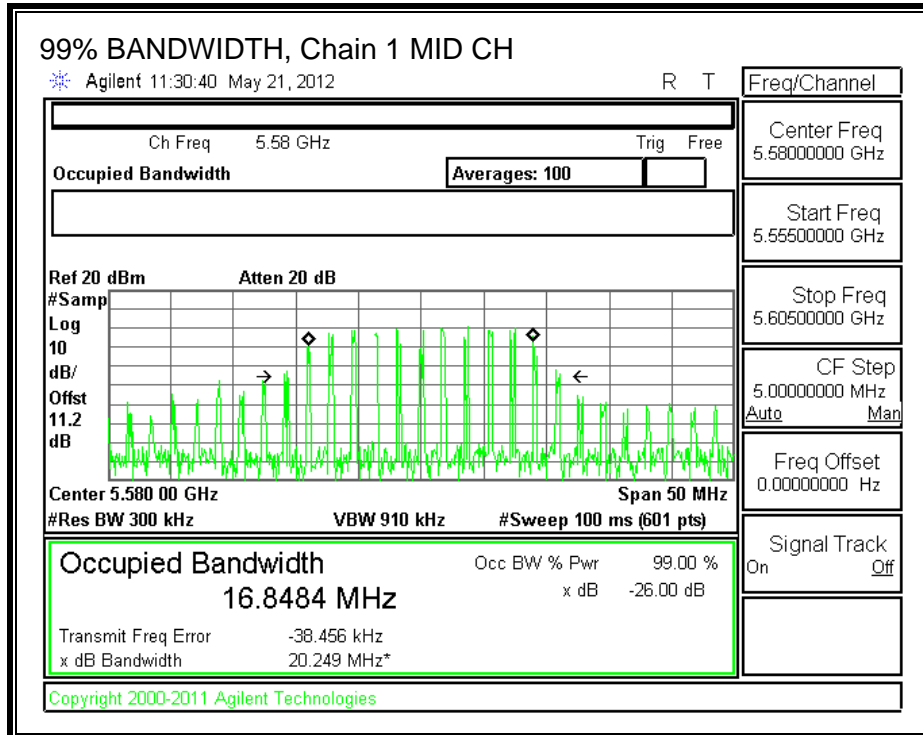 99% BANDWIDTH, Chain 1 MID CH
Agilent 11:30:40 May 21, 2012 R T
Freq/Channel
Ch Freq 5.58 GHz Trig Free
Occupied Bandwidth Averages: 100
Ref 20 dBm Atten 20 dB
#Samp
Log
10
dB/
Offst
11.2
dB
Center 5.580 00 GHz Span 50 MHz
#Res BW 300 kHz VBW 910 kHz #Sweep 100 ms (601 pts)
Occupied Bandwidth Occ BW % Pwr 99.00 %
16.8484 MHz x dB -26.00 dB
Transmit Freq Error -38.456 kHz
x dB Bandwidth 20.249 MHz*
Copyright 2000-2011 Agilent Technologies
Center Freq
5.58000000 GHz
Start Freq
5.55500000 GHz
Stop Freq
5.60500000 GHz
CF Step
5.00000000 MHz
Auto Man
Freq Offset
0.00000000 Hz
Signal Track
On Off